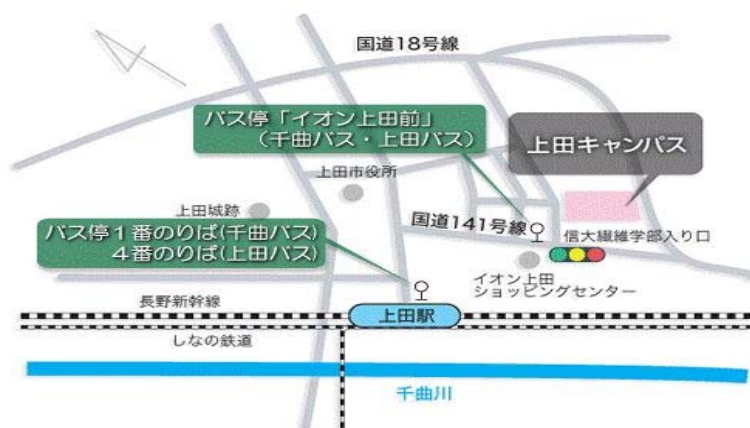 国道18号線
バス停「イオン上田前」
(千曲バス・上田バス)
上田キャンパス
上田市役所
上田城跡
国道141号線
バス停1番のりば(千曲バス)
4番のりば(上田バス)
信大繊維学部入り口
イオン上田
ショッピングセンター
長野新幹線
上田駅
しなの鉄道
千曲川